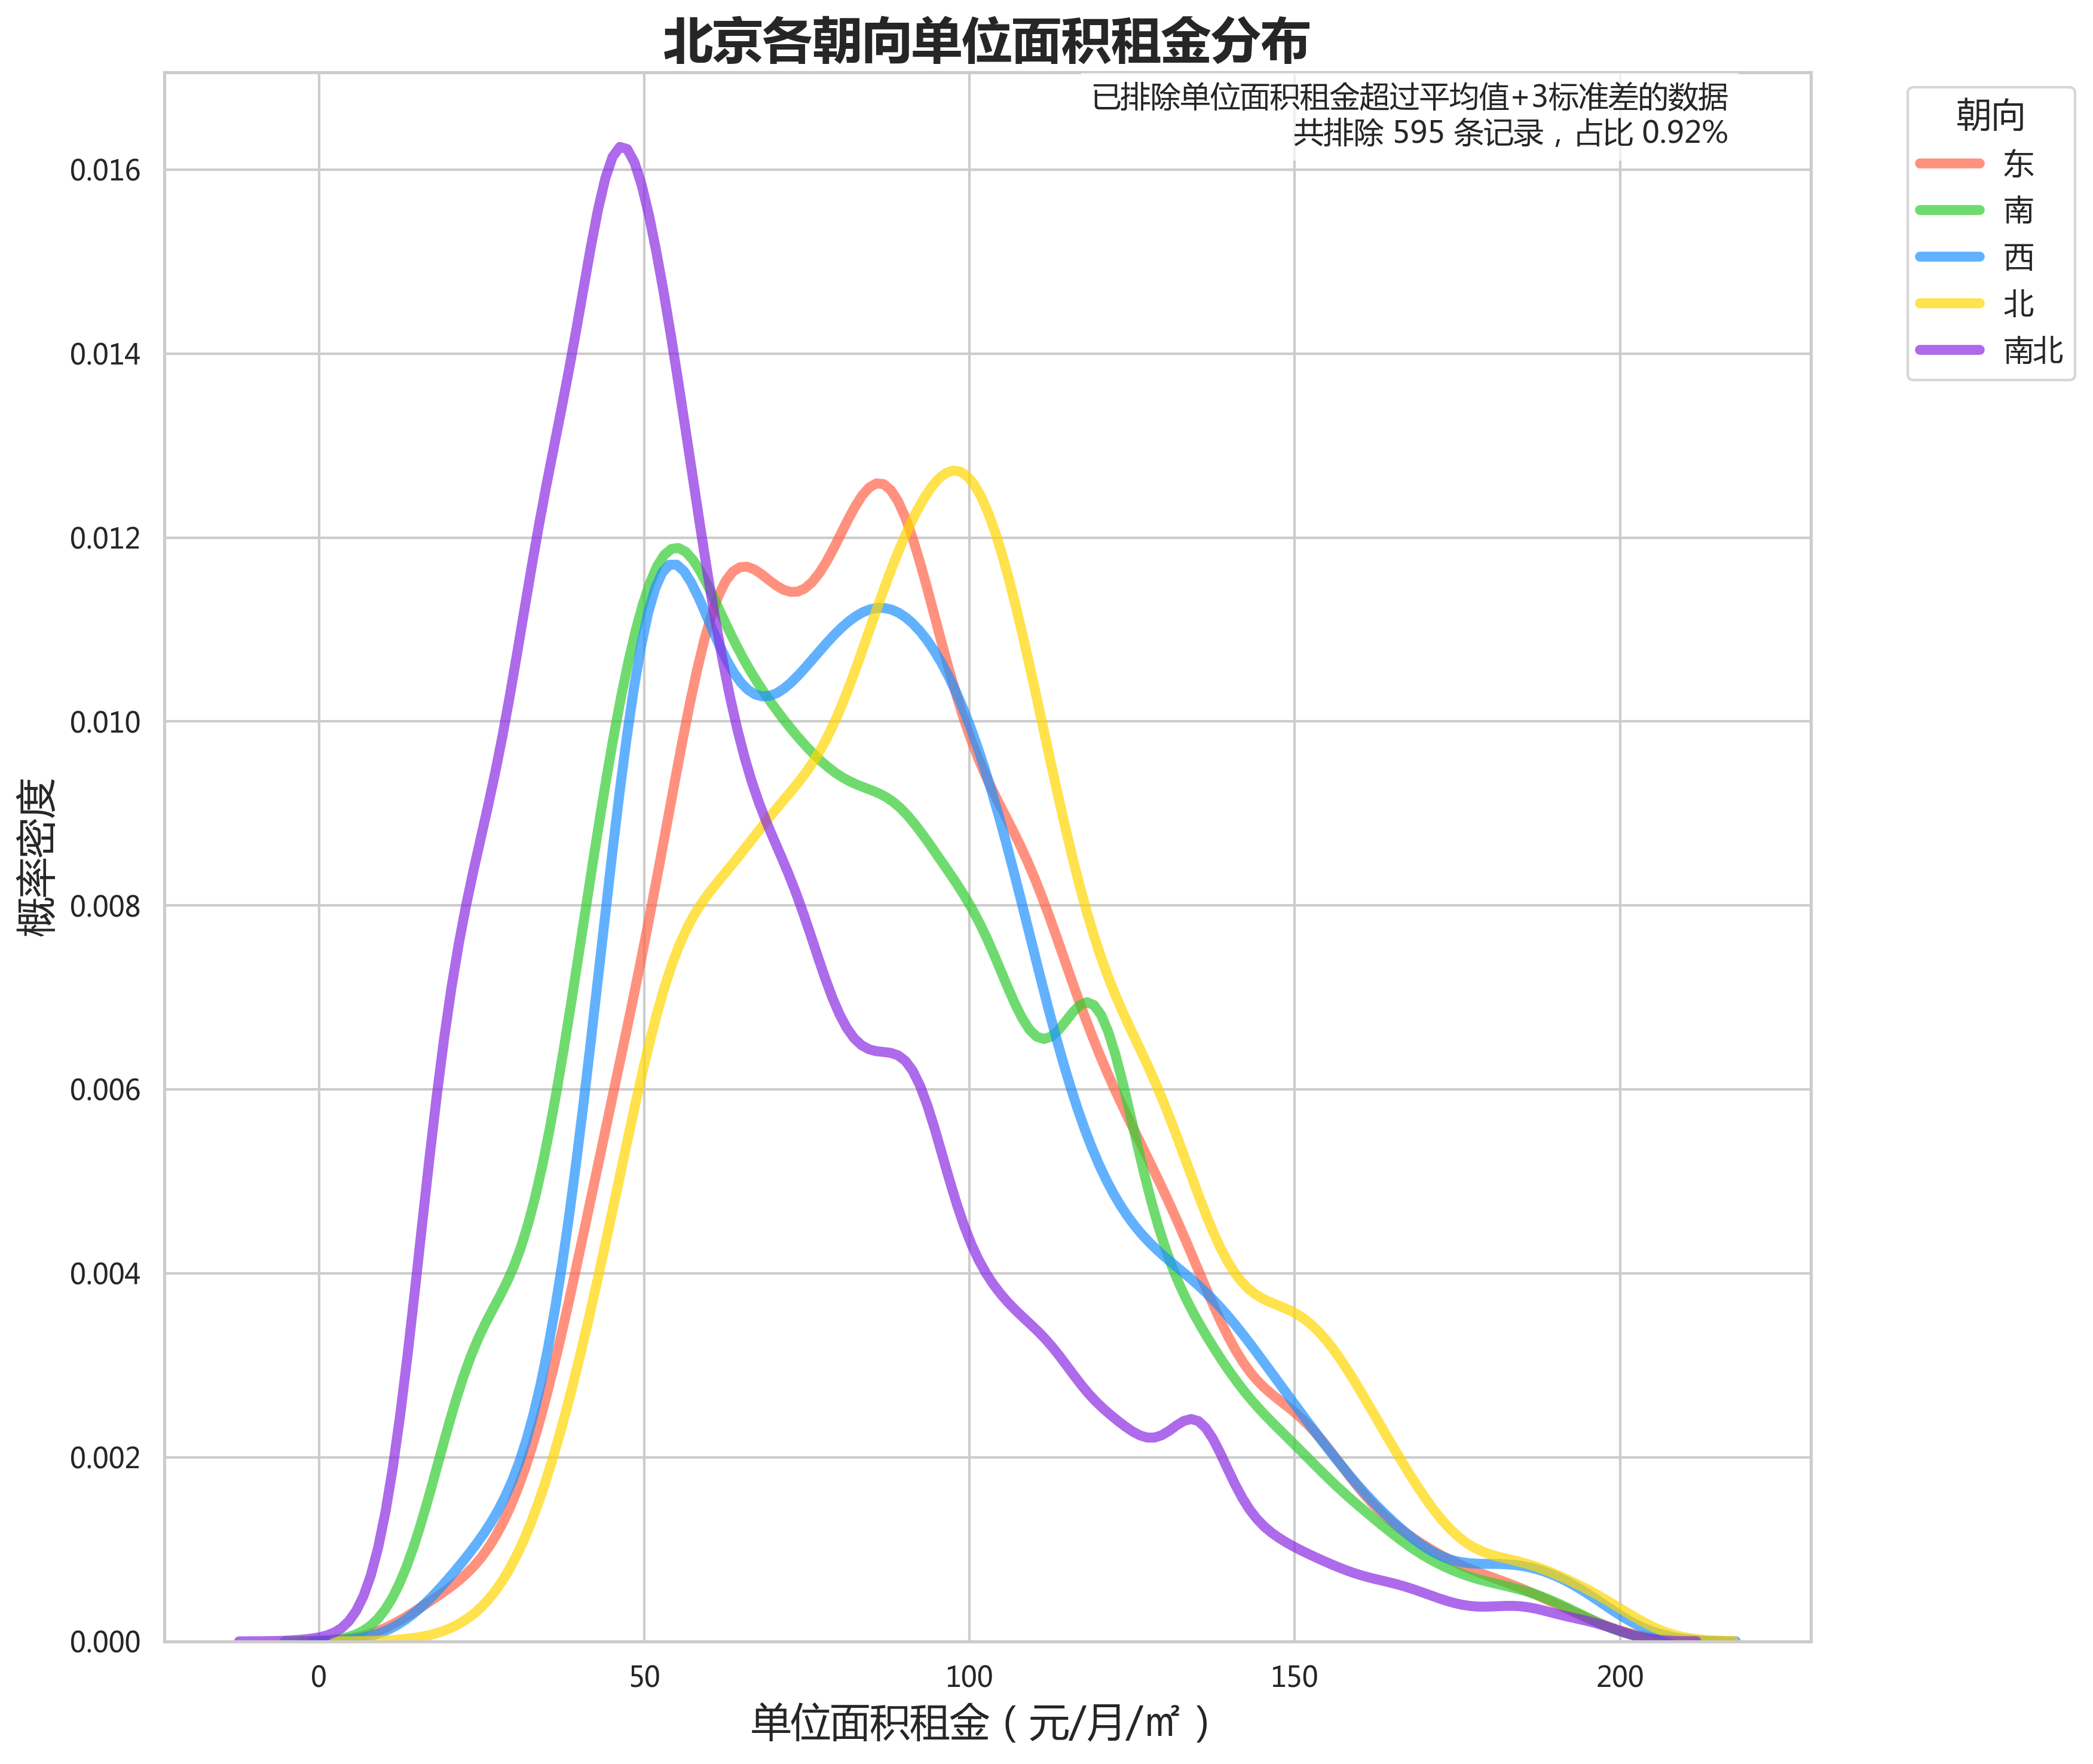 北京各朝向单位面积租金分布
已排除单位面积租金超过平均值+3标准差的数据
共排除 595 条记录，占比 0.92%
朝向
东
南
西
北
南北
概率密度
0.016
0.014
0.012
0.010
0.008
0.006
0.004
0.002
0.000
0
50
100
150
200
单位面积租金（元/月/㎡）